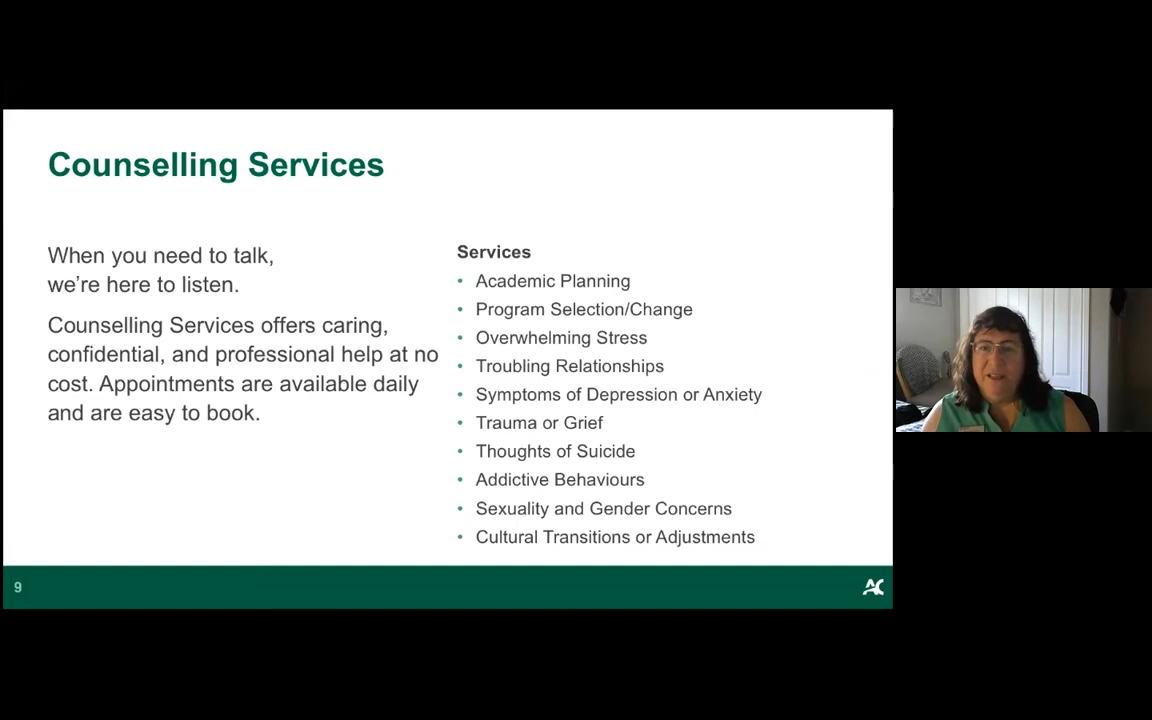 Counselling Services
When you need to talk,
we’re here to listen.
Counselling Services offers caring,
confidential, and professional help at no
cost. Appointments are available daily
and are easy to book.
Services
• Academic Planning
• Program Selection/Change
• Overwhelming Stress
• Troubling Relationships
• Symptoms of Depression or Anxiety
• Trauma or Grief
• Thoughts of Suicide
• Addictive Behaviours
• Sexuality and Gender Concerns
• Cultural Transitions or Adjustments
9
AC